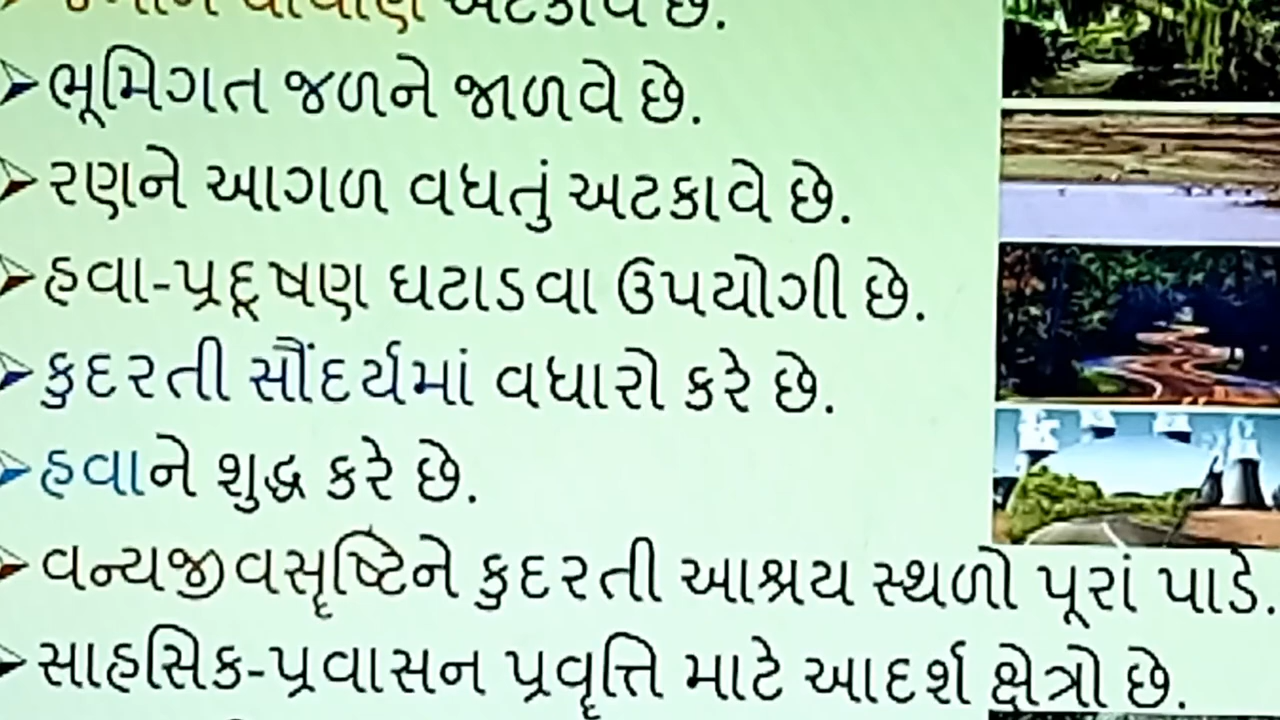 અટકાવે છે.
ભૂમિગત જળને જાળવે છે.
રણને આગળ વધતું અટકાવે છે.
હવા-પ્રદૂષણ ઘટાડવા ઉપયોગી છે.
કુદરતી સૌંદર્યમાં વધારો કરે છે.
હવાને શુદ્ધ કરે છે.
વન્યજીવસૃષ્ટિને કુદરતી આશ્રય સ્થળો પૂરાં પાડે.
સાહસિક-પ્રવાસન પ્રવૃત્તિ માટે આદર્શ ક્ષેત્રો છે.